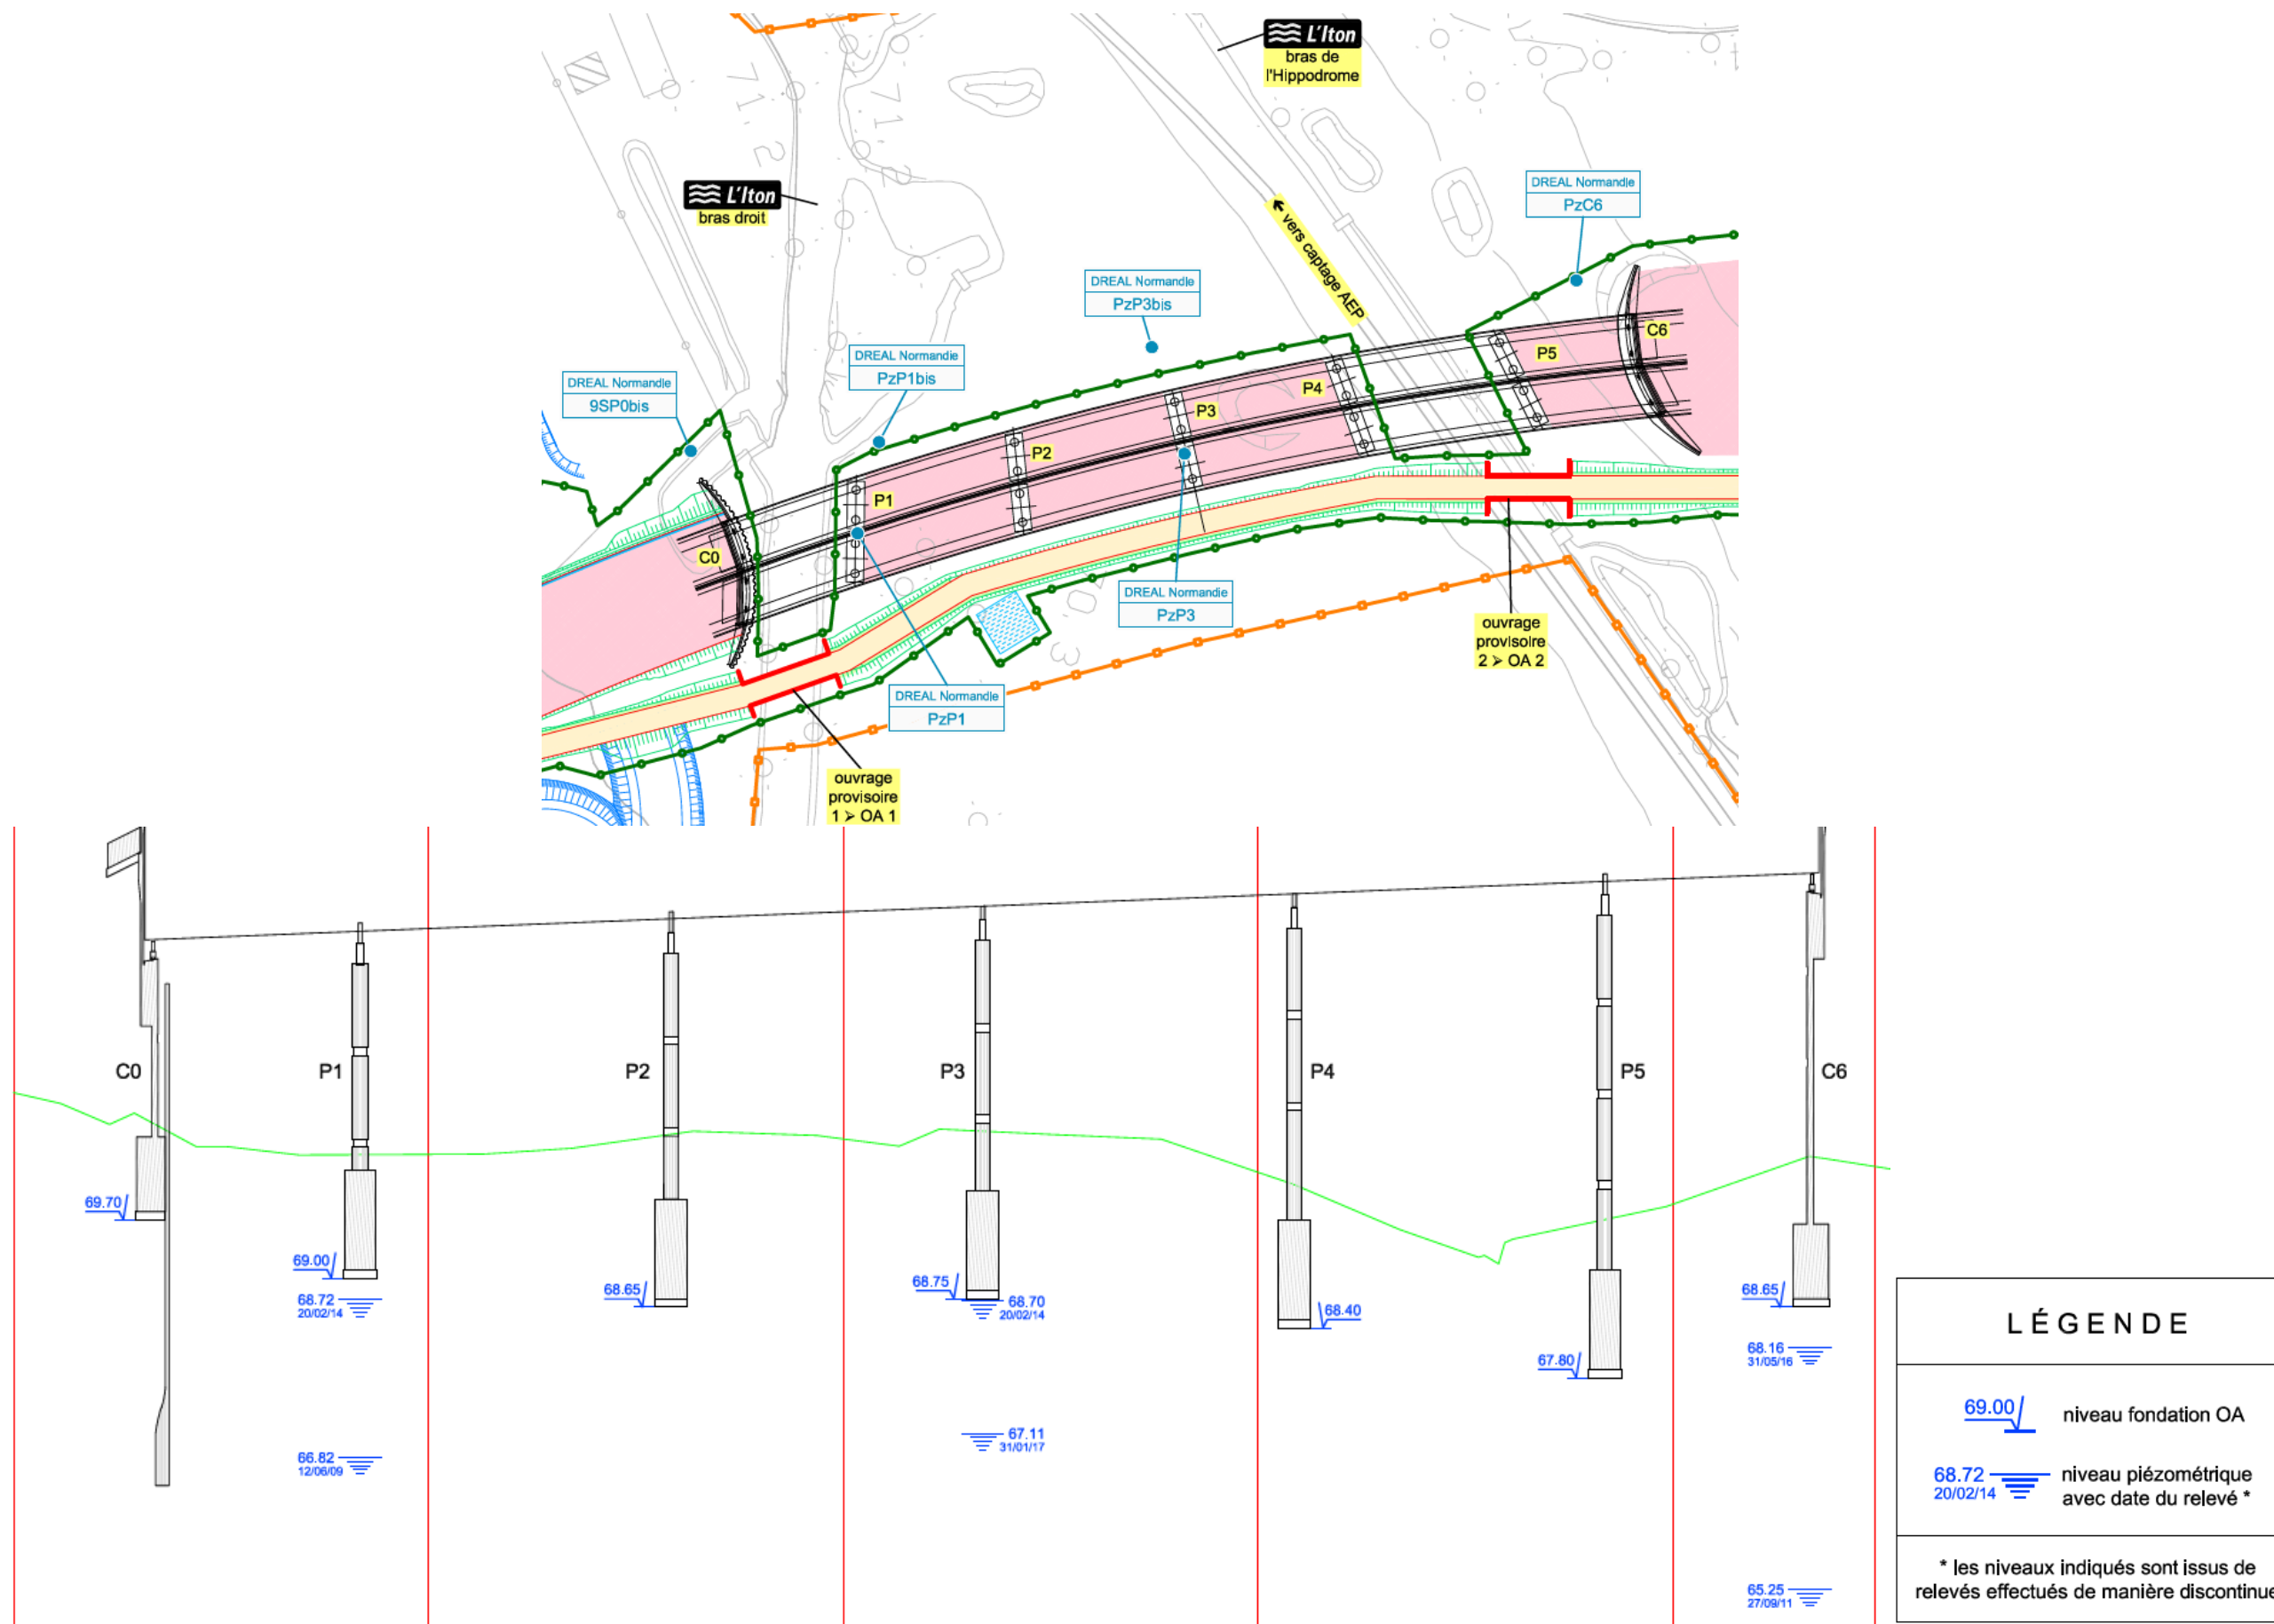 L'Iton
bras de
l'Hippodrome
L'Iton
bras droit
DREAL Normandie
PzC6
vers captage AEP
DREAL Normandie
PzP3bis
DREAL Normandie
PzP1bis
DREAL Normandie
9SP0bis
C6
P5
P4
P3
P2
P1
C0
DREAL Normandie
PzP3
ouvrage
provisoire
2 ➢ OA 2
DREAL Normandie
PzP1
ouvrage
provisoire
1 ➢ OA 1
C0
P1
P2
P3
P4
P5
C6
69.70
69.00
68.72
20/02/14
66.82
12/06/09
68.65
68.75
68.70
20/02/14
67.11
31/01/17
68.40
67.80
68.65
68.16
31/05/16
65.25
27/09/11
LÉGENDE
69.00
niveau fondation OA
68.72
20/02/14
niveau piézométrique
avec date du relevé *
* les niveaux indiqués sont issus de
relevés effectués de manière discontinue